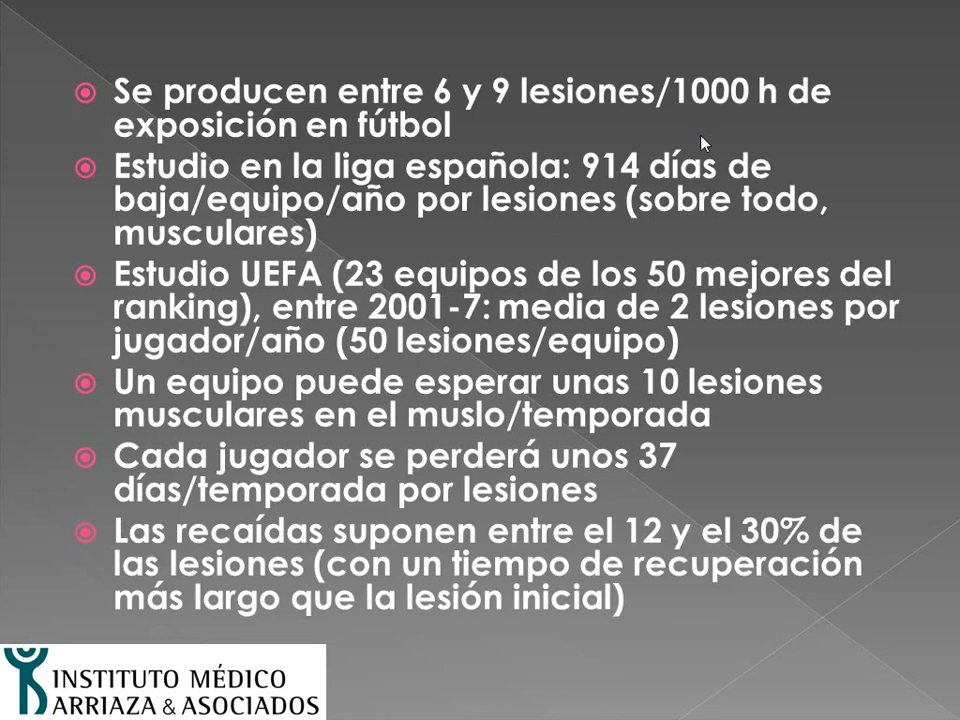 Se producen entre 6 y 9 lesiones/1000 h de
exposición en fútbol
Estudio en la liga española: 914 días de
baja/equipo/año por lesiones (sobre todo,
musculares)
Estudio UEFA (23 equipos de los 50 mejores del
ranking), entre 2001-7: media de 2 lesiones por
jugador/año (50 lesiones/equipo)
Un equipo puede esperar unas 10 lesiones
musculares en el muslo/temporada
Cada jugador se perderá unos 37
días/temporada por lesiones
Las recaídas suponen entre el 12 y el 30% de
las lesiones (con un tiempo de recuperación
más largo que la lesión inicial)
INSTITUTO MÉDICO
ARRIAZA & ASOCIADOS